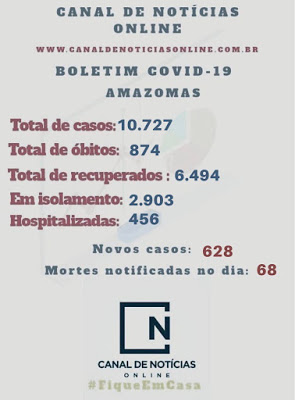 CANAL DE NOTÍCIAS
ONLINE
WWW.CANALDENOTICIASONLINE.COM.BR
BOLETIM COVID-19
AMAZOMAS
Total de casos: 10.727
Total de óbitos: 874
Total de recuperados : 6.494
Em isolamento: 2.903
Hospitalizadas: 456
Novos casos: 628
Mortes notificadas no dia: 68
N
CANAL DE NOTÍCIAS
ONLINE
#FiqueEmCasa